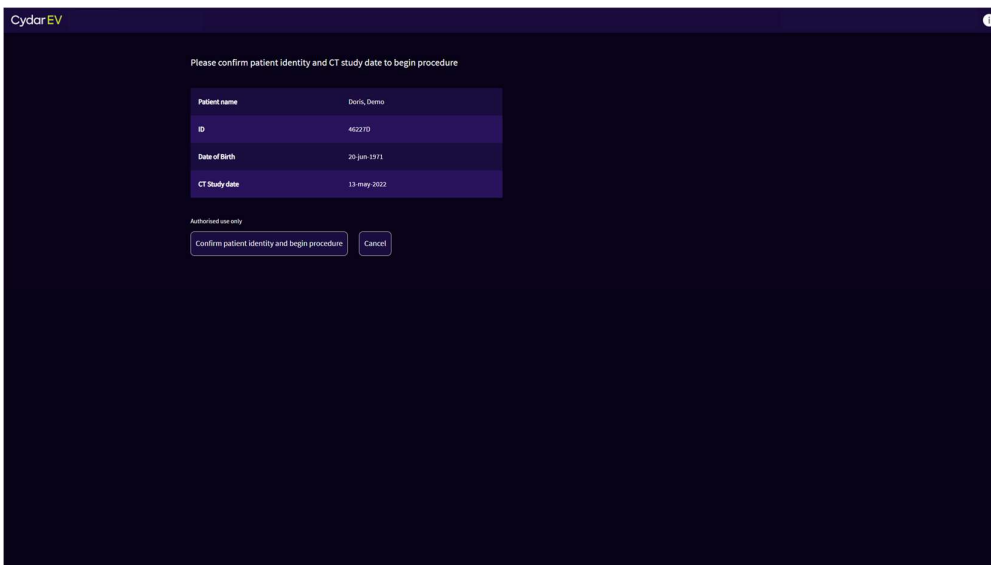 CydarEV
i
Please confirm patient identity and CT study date to begin procedure
Patient name Doris, Demo
ID 46227D
Date of Birth 20-jun-1971
CT Study date 13-may-2022
Authorised use only
Confirm patient identity and begin procedure Cancel